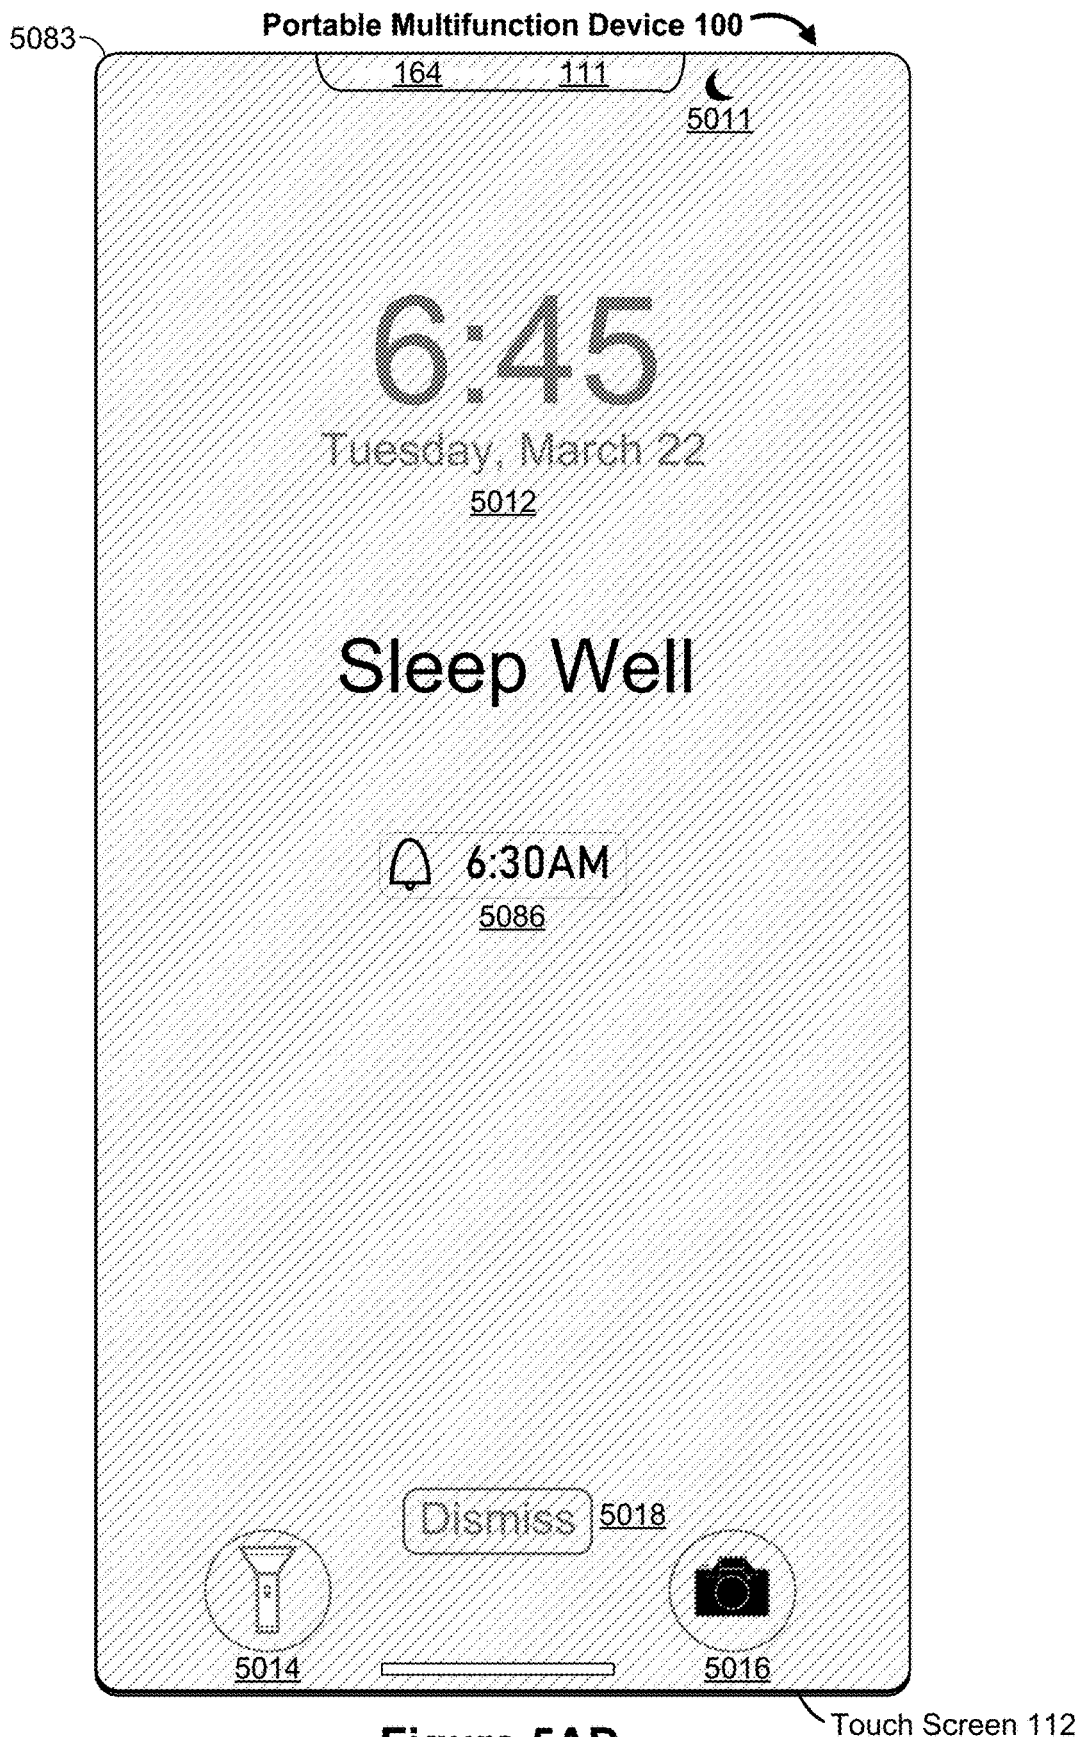 Portable Multifunction Device 100
5083
164 111
5011
6:45
Tuesday, March 22
5012
Sleep Well
6:30AM
5086
Dismiss 5018
5014 5016
Touch Screen 112